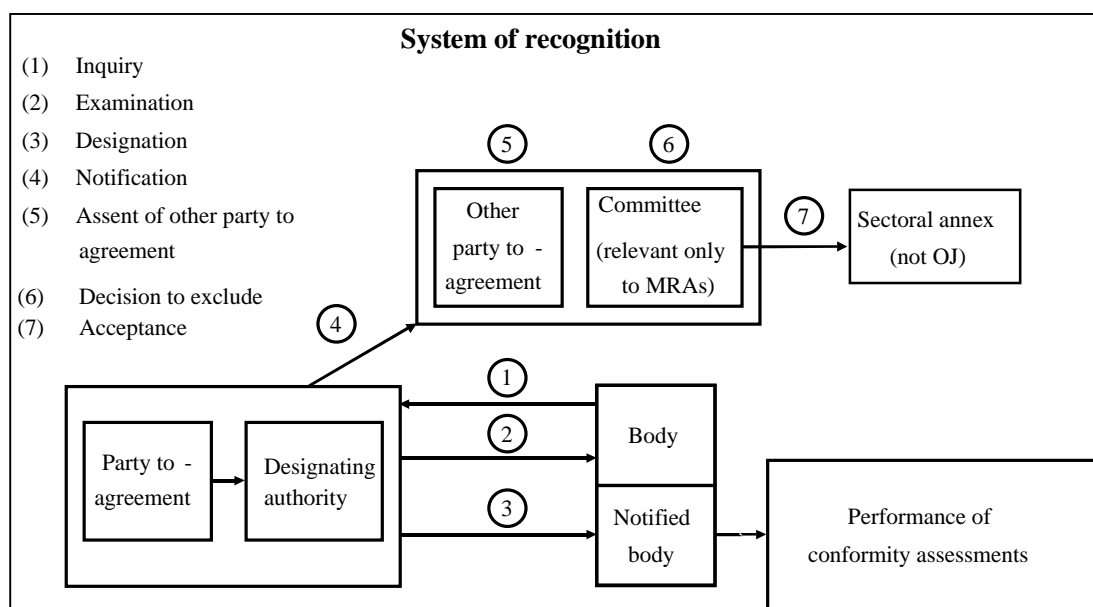 System of recognition
(1) Inquiry
(2) Examination
(3) Designation
(4) Notification
(5) Assent of other party to
agreement
(6) Decision to exclude
(7) Acceptance
5
6
Other
party to -
agreement
Committee
(relevant only
to MRAs)
7
Sectoral annex
(not OJ)
4
1
2
3
Party to -
agreement
Designating
authority
Body
Notified
body
Performance of
conformity assessments